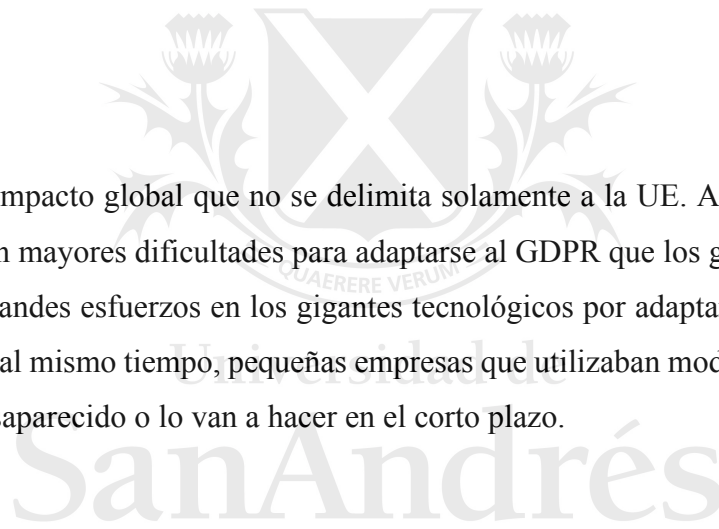 mpacto global que no se delimita solamente a la UE. A
n mayores dificultades para adaptarse al GDPR que los g
QUAERERE VERUM
andes esfuerzos en los gigantes tecnológicos por adapta
Universidad de
al mismo tiempo, pequeñas empresas que utilizaban mod
saparecido o lo van a hacer en el corto plazo.
SanAndrés